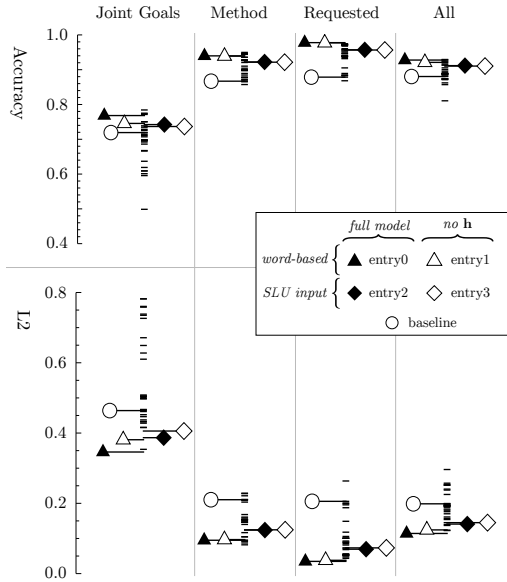 Joint Goals Method Requested All
Accuracy
1.0
0.8
0.6
0.4
full model no h
word-based entry0 entry1
SLU input entry2 entry3
baseline
L2
0.8
0.6
0.4
0.2
0.0